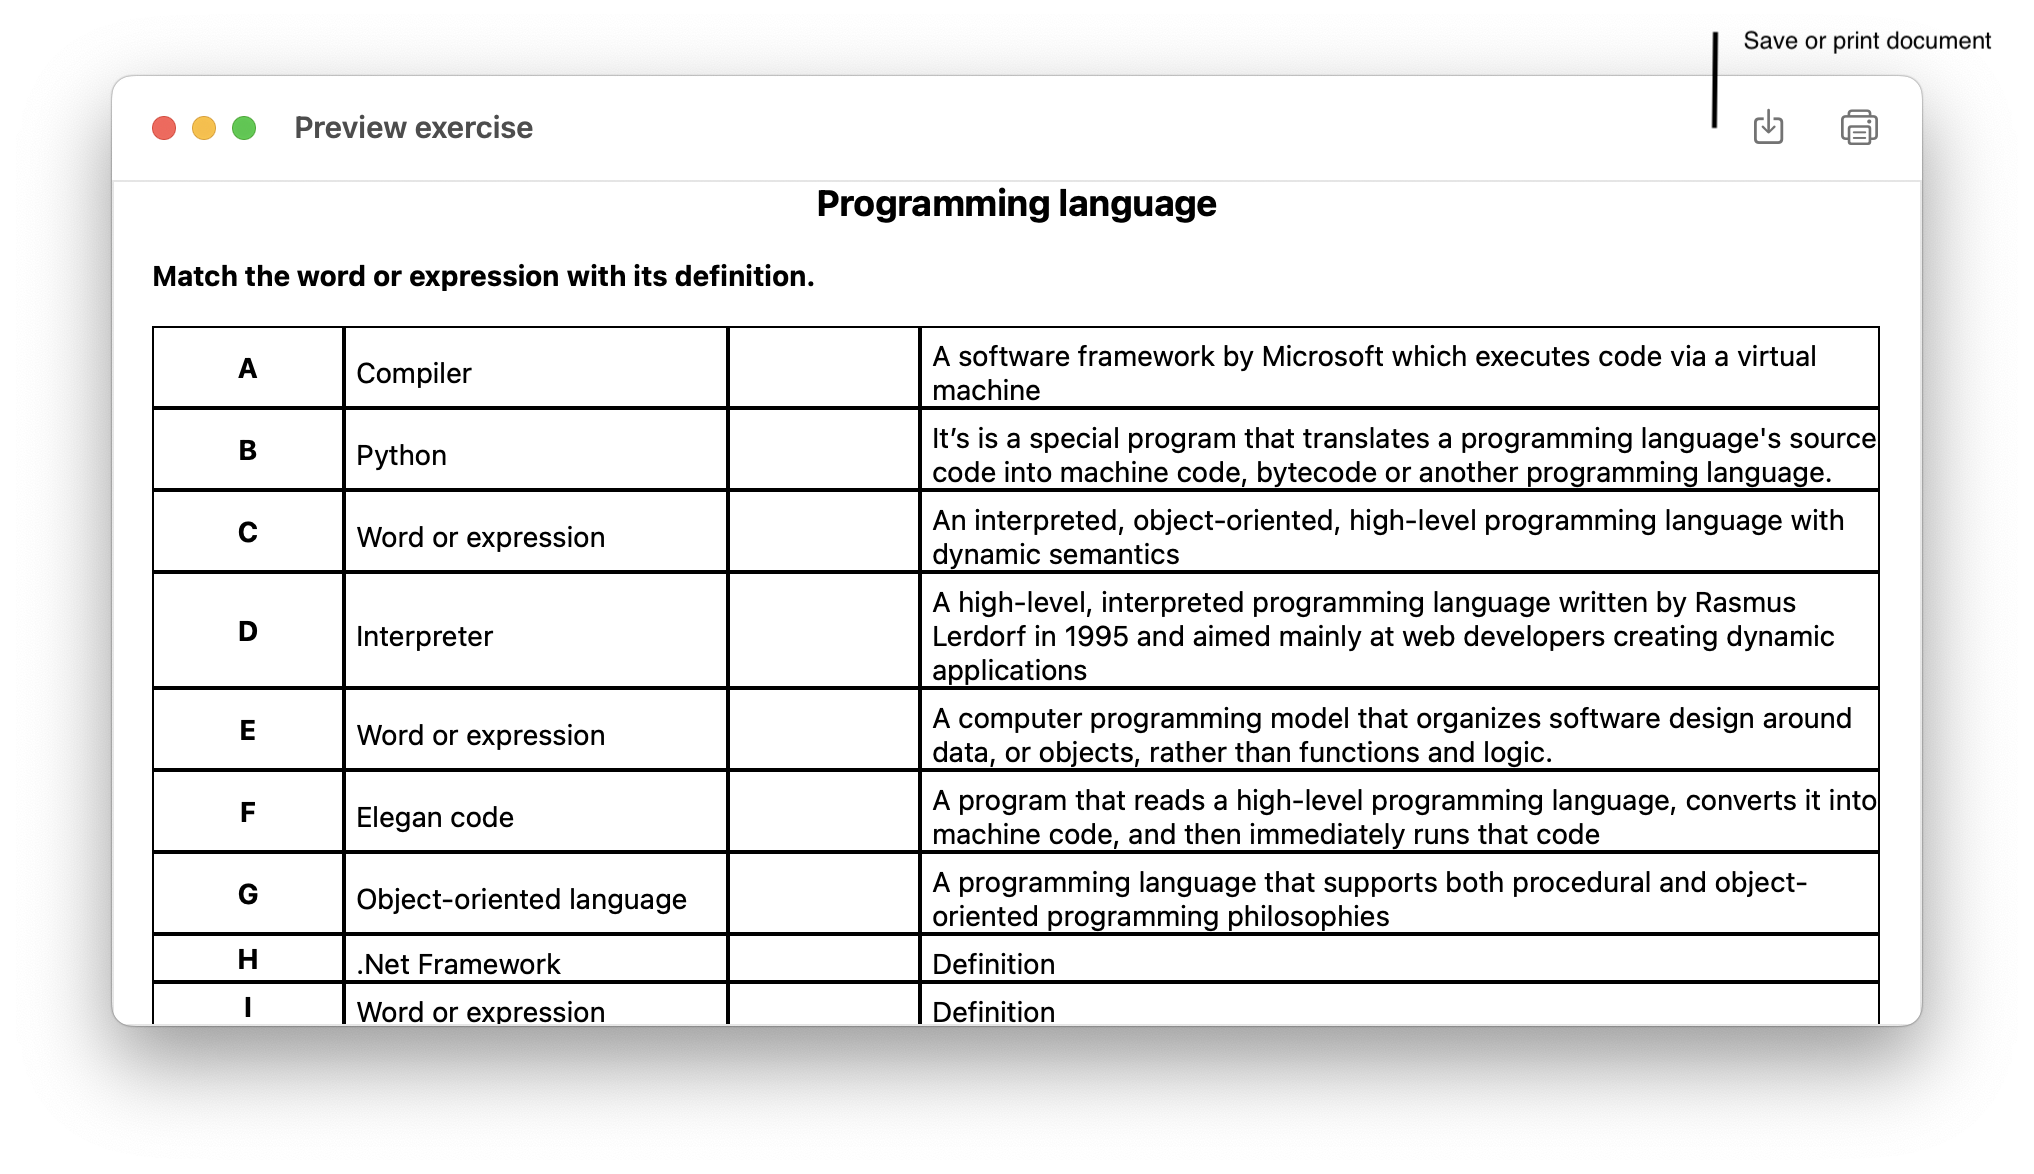 Save or print document
Preview exercise
Programming language
Match the word or expression with its definition.
A
Compiler
A software framework by Microsoft which executes code via a virtual
machine
B
Python
It’s is a special program that translates a programming language's source
code into machine code, bytecode or another programming language.
C
Word or expression
An interpreted, object-oriented, high-level programming language with
dynamic semantics
D
Interpreter
A high-level, interpreted programming language written by Rasmus
Lerdorf in 1995 and aimed mainly at web developers creating dynamic
applications
E
Word or expression
A computer programming model that organizes software design around
data, or objects, rather than functions and logic.
F
Elegan code
A program that reads a high-level programming language, converts it into
machine code, and then immediately runs that code
G
Object-oriented language
A programming language that supports both procedural and object-
oriented programming philosophies
H
.Net Framework
Definition
I
Word or expression
Definition